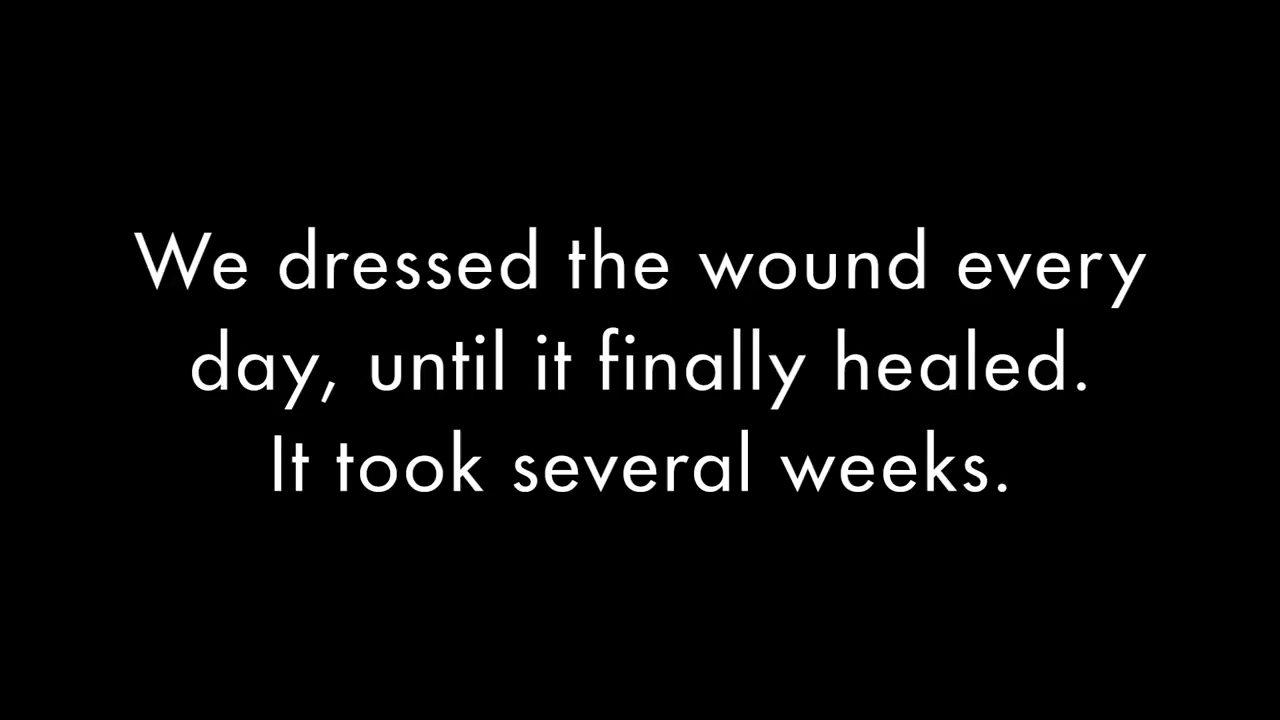 We dressed the wound every
day, until it finally healed.
It took several weeks.